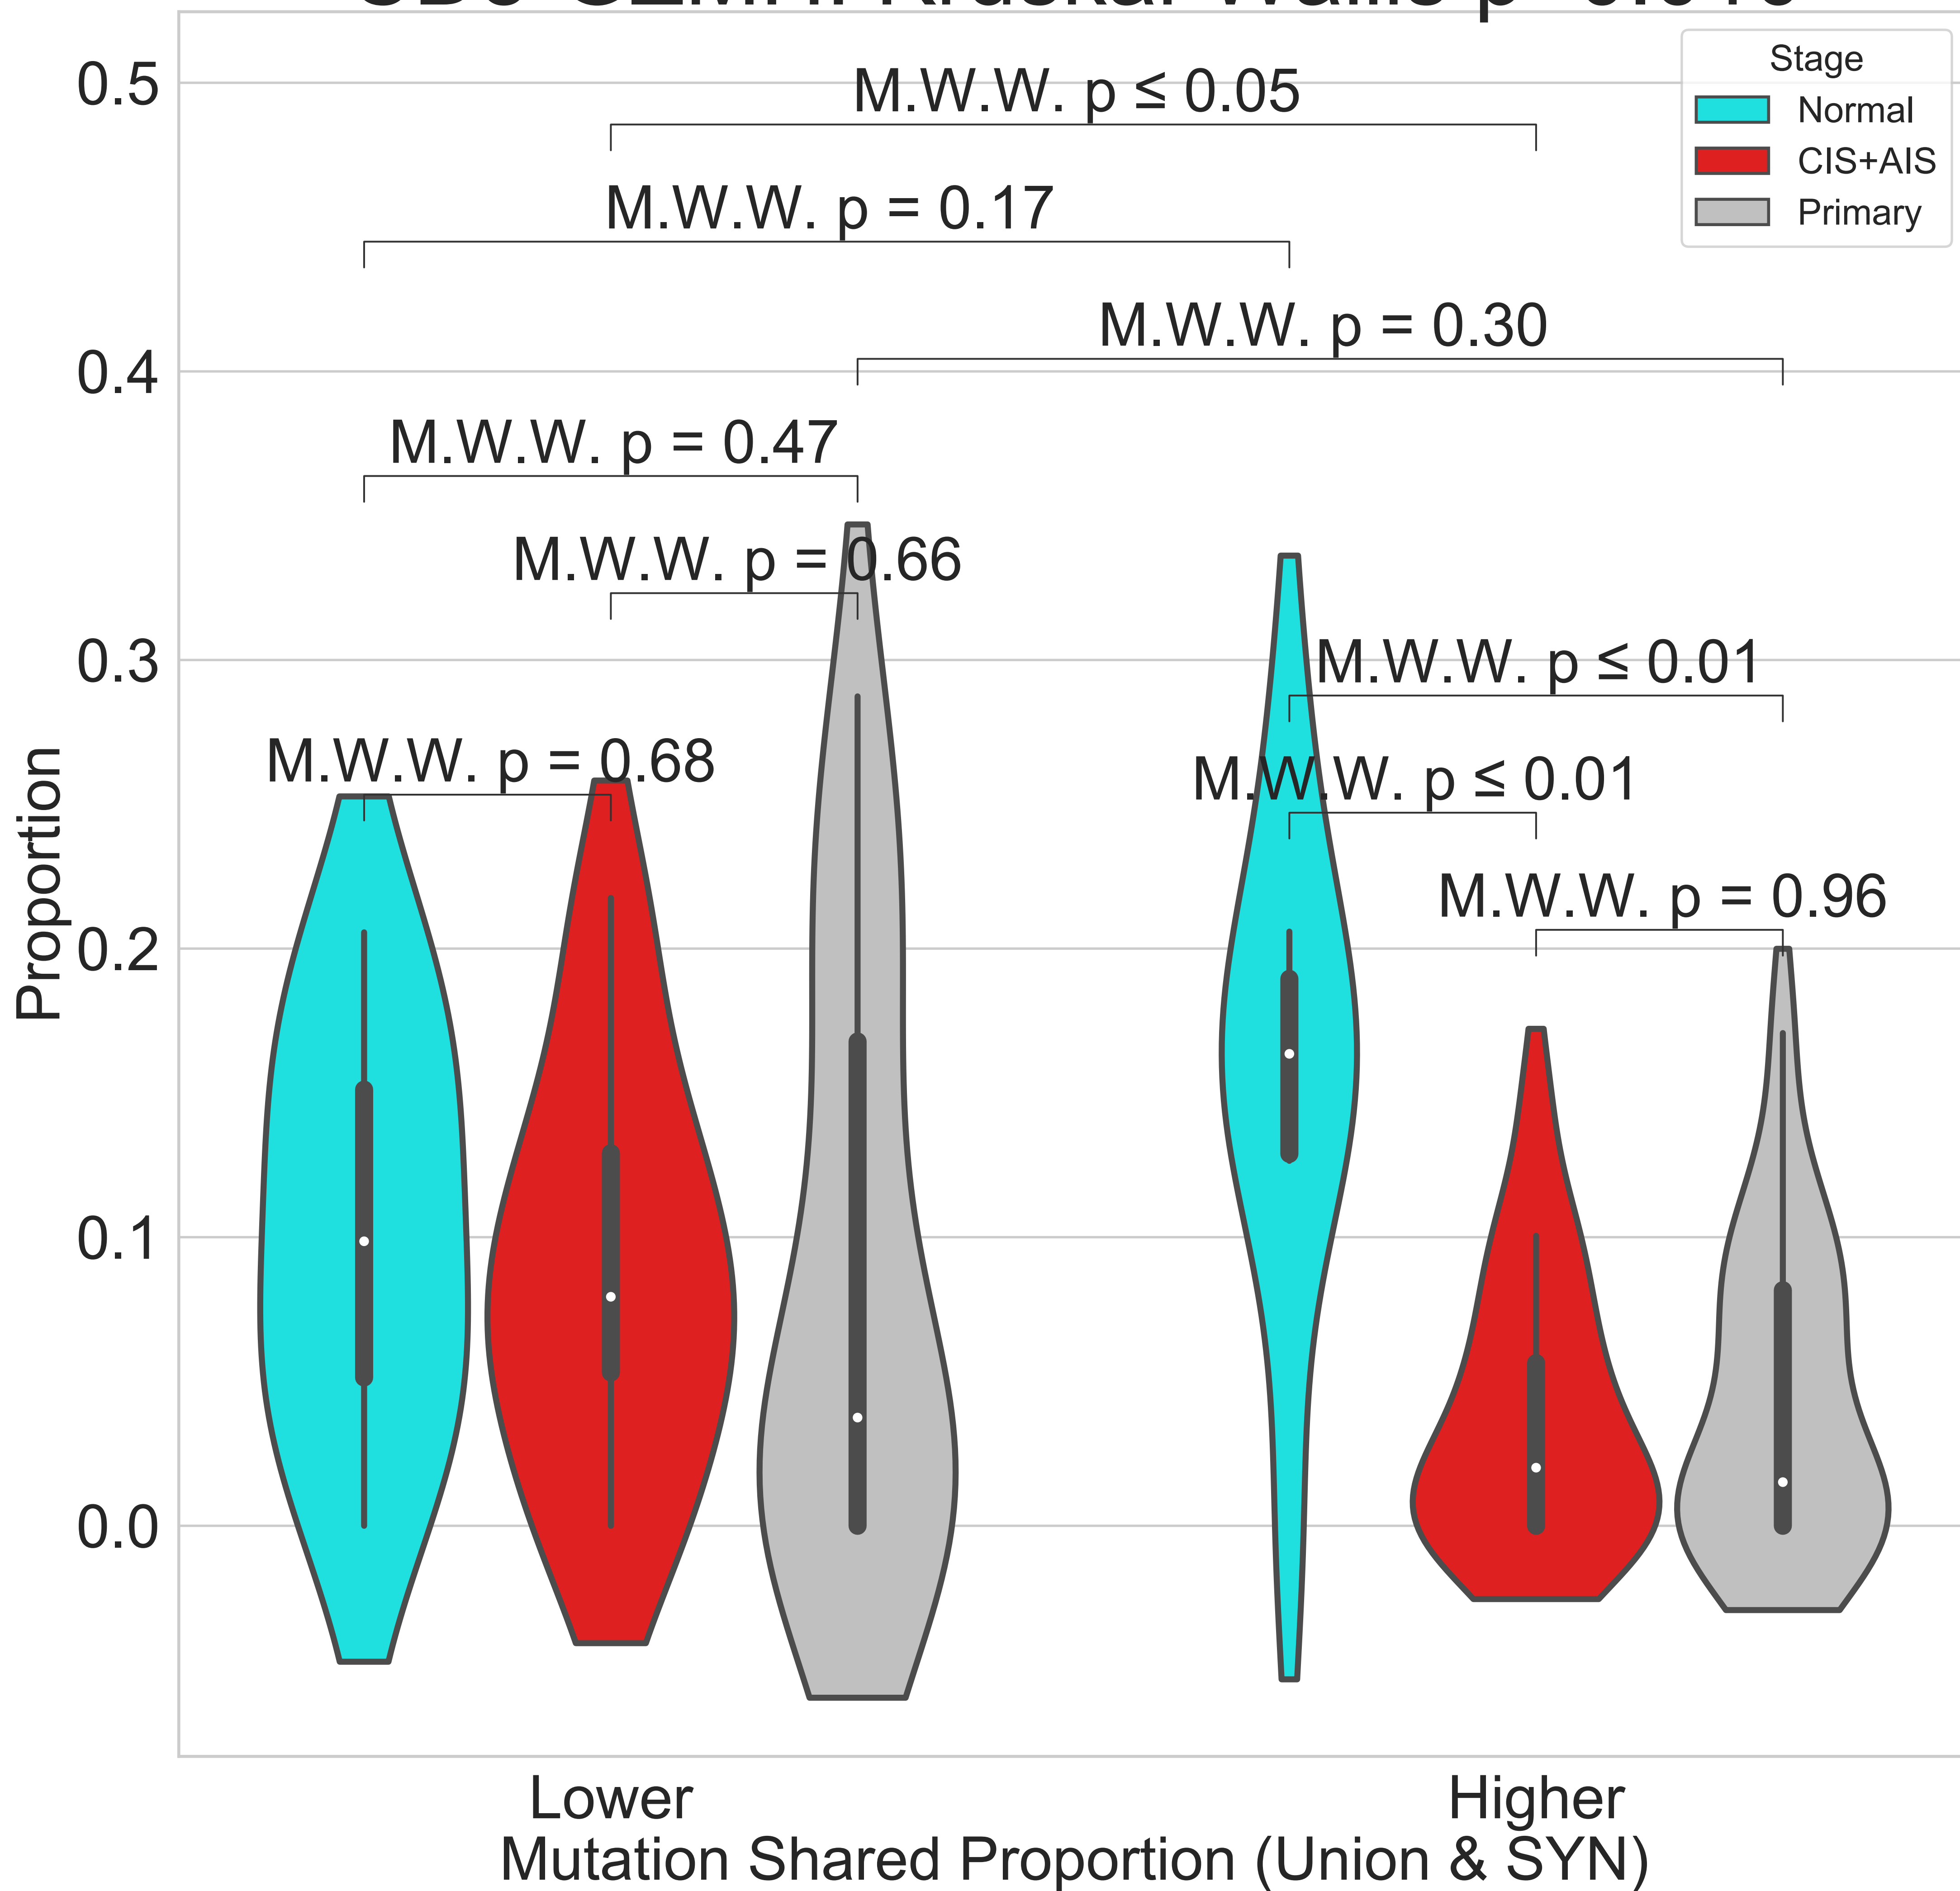 0.5
0.4
0.3
0.2
0.1
0.0
Proportion
M.W.W. p ≤ 0.05
M.W.W. p = 0.17
M.W.W. p = 0.30
M.W.W. p = 0.47
M.W.W. p = 0.66
M.W.W. p ≤ 0.01
M.W.W. p = 0.68
M.W.W. p ≤ 0.01
M.W.W. p = 0.96
Stage
Normal
CIS+AIS
Primary
Lower
Higher
Mutation Shared Proportion (Union & SYN)